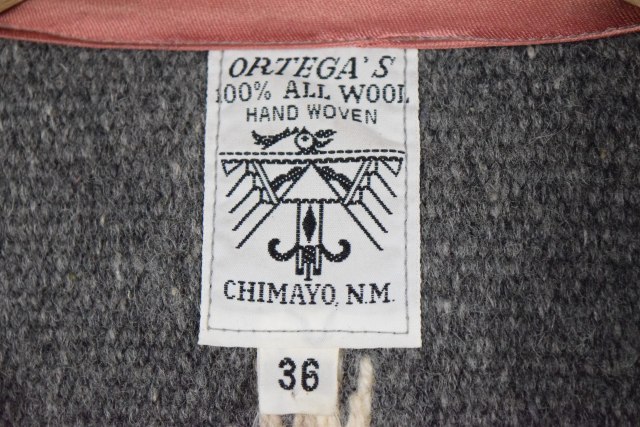 ORTEGA'S
100% ALL WOOL
HAND WOVEN
CHIMAYO, N.M.
36